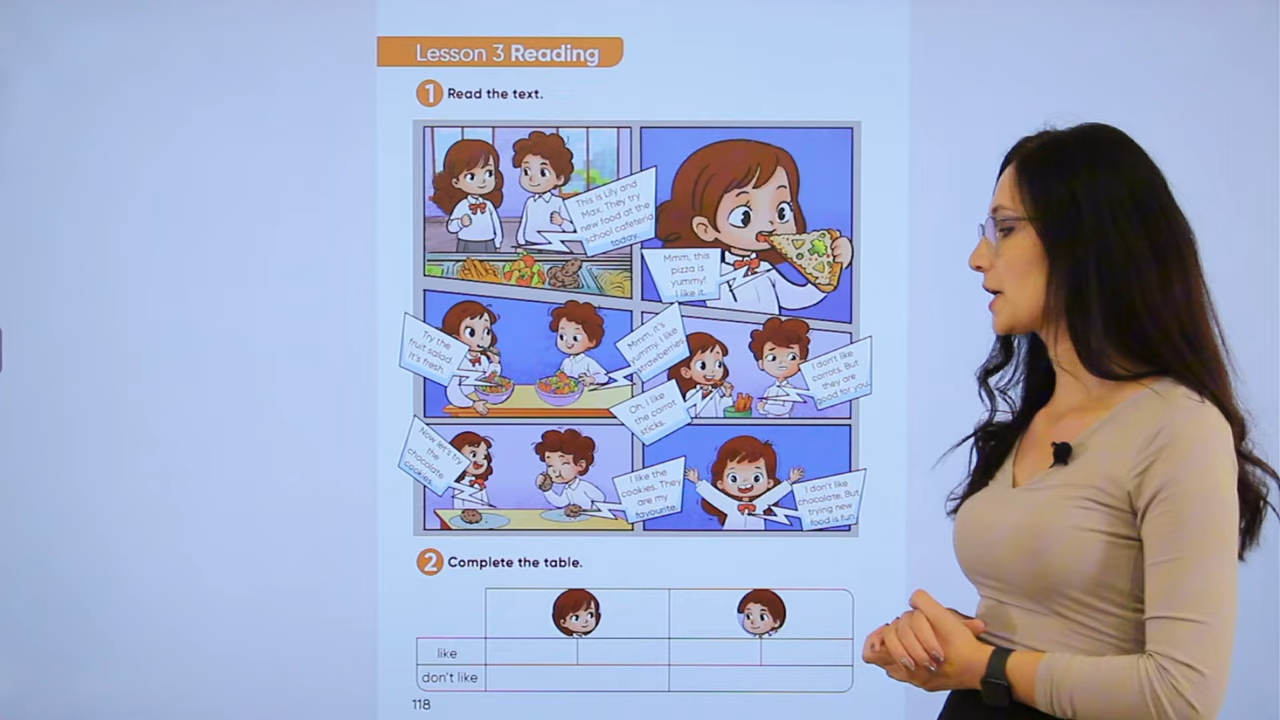 Lesson 3 Reading
1 Read the text.
This is Lily and
Max. They try
new food at the
school cafeteria
today.
Mmm, this
pizza is
yummy!
I like it.
Try the
fruit salad.
It's fresh.
Mmm, it's
yummy. I like
strawberries.
Oh, I like
the carrot
sticks.
I don't like
carrots. But
they are
good for you.
Now let's try
the
chocolate
cookies.
I like the
cookies. They
are my
favourite.
I don't like
chocolate. But
trying new
food is fun.
2 Complete the table.
like
don't like
118